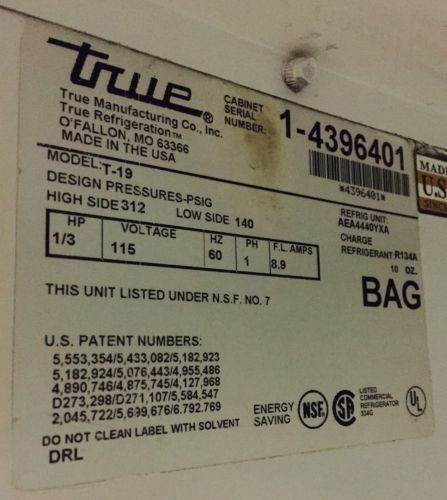 true®
True Manufacturing Co., Inc.
True Refrigeration™
O'FALLON, MO 63366
MADE IN THE USA
CABINET
SERIAL
NUMBER:
1-4396401
*4396401*
MADE
U.S.
SINCE
MODEL: T-19
DESIGN PRESSURES-PSIG
HIGH SIDE 312 LOW SIDE 140
REFRIG UNIT:
AEA4440YXA
CHARGE
REFRIGERANT: R134A
10 OZ.
HP VOLTAGE HZ PH F.L. AMPS
1/3 115 60 1 8.9
BAG
THIS UNIT LISTED UNDER N.S.F. NO. 7
U.S. PATENT NUMBERS:
5,553,354/5,433,082/5,182,923
5,182,924/5,076,443/4,955,486
4,890,746/4,875,745/4,127,968
D273,298/D271,107/5,584,547
2,045,722/5,699,676/6.792.769
ENERGY
SAVING
NSF®
SA
LISTED
COMMERCIAL
REFRIGERATOR
334G
UL
DO NOT CLEAN LABEL WITH SOLVENT
DRL